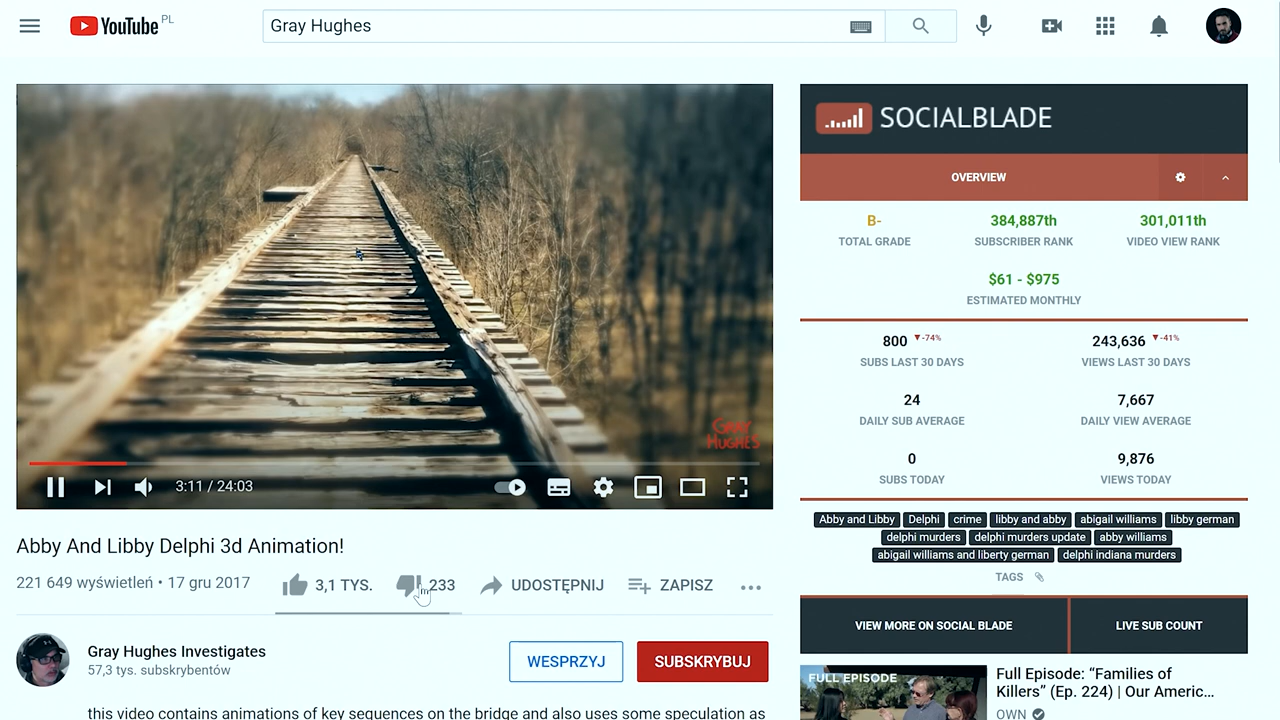 YouTube PL
Gray Hughes
GRAY
HUGHES
3:11 / 24:03
Abby And Libby Delphi 3d Animation!
221 649 wyświetleń • 17 gru 2017
3,1 TYS.
233
UDOSTĘPNIJ
ZAPISZ
Gray Hughes Investigates
57,3 tys. subskrybentów
WESPRZYJ
SUBSKRYBUJ
this video contains animations of key sequences on the bridge and also uses some speculation as
SOCIALBLADE
OVERVIEW
B- 384,887th 301,011th
TOTAL GRADE SUBSCRIBER RANK VIDEO VIEW RANK
$61 - $975
ESTIMATED MONTHLY
800 ▼-74% 243,636 ▼-41%
SUBS LAST 30 DAYS VIEWS LAST 30 DAYS
24 7,667
DAILY SUB AVERAGE DAILY VIEW AVERAGE
0 9,876
SUBS TODAY VIEWS TODAY
Abby and Libby Delphi crime libby and abby abigail williams libby german
delphi murders delphi murders update abby williams
abigail williams and liberty german delphi indiana murders
TAGS
VIEW MORE ON SOCIAL BLADE LIVE SUB COUNT
FULL EPISODE
Full Episode: “Families of
Killers” (Ep. 224) | Our Americ...
OWN